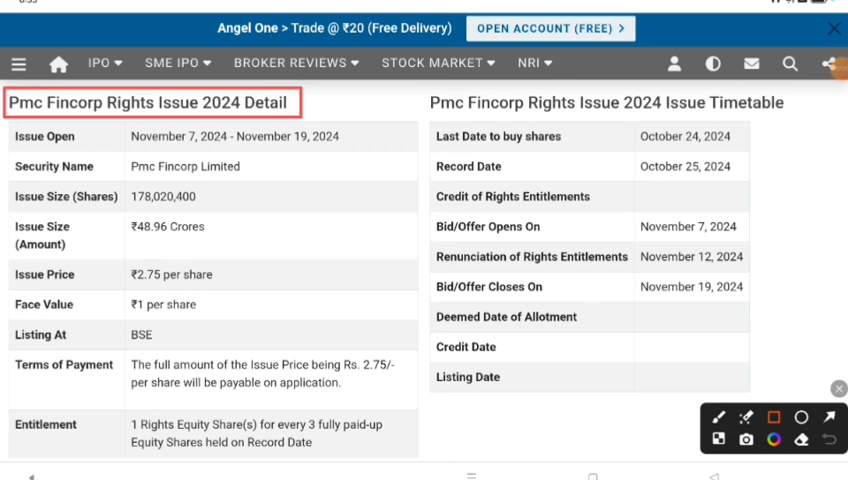 Angel One > Trade @ ₹20 (Free Delivery)
OPEN ACCOUNT (FREE) >
IPO
SME IPO
BROKER REVIEWS
STOCK MARKET
NRI
Pmc Fincorp Rights Issue 2024 Detail
Issue Open November 7, 2024 - November 19, 2024
Security Name Pmc Fincorp Limited
Issue Size (Shares) 178,020,400
Issue Size ₹48.96 Crores
(Amount)
Issue Price ₹2.75 per share
Face Value ₹1 per share
Listing At BSE
Terms of Payment The full amount of the Issue Price being Rs. 2.75/-
per share will be payable on application.
Entitlement 1 Rights Equity Share(s) for every 3 fully paid-up
Equity Shares held on Record Date
Pmc Fincorp Rights Issue 2024 Issue Timetable
Last Date to buy shares October 24, 2024
Record Date October 25, 2024
Credit of Rights Entitlements
Bid/Offer Opens On November 7, 2024
Renunciation of Rights Entitlements November 12, 2024
Bid/Offer Closes On November 19, 2024
Deemed Date of Allotment
Credit Date
Listing Date